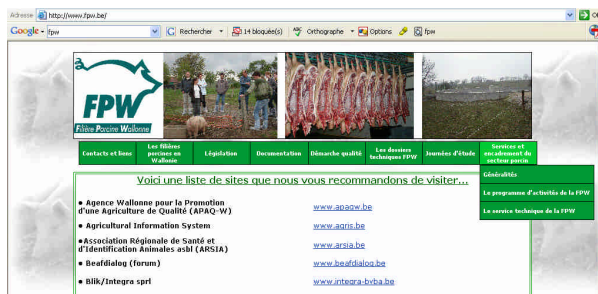 Adresse http://www.fpw.be/
Google fpw Rechercher 14 bloquée(s) Orthographe Options fpw
FPW
Filière Porcine Wallonne
Contacts et liens
Les filières porcines en Wallonie
Législation
Documentation
Démarche qualité
Les dossiers techniques FPW
Journées d'étude
Services et encadrement du secteur porcin
Généralités
Le programme d'activités de la FPW
Le service technique de la FPW
Voici une liste de sites que nous vous recommandons de visiter...
• Agence Wallonne pour la Promotion
d'une Agriculture de Qualité (APAQ-W) www.apaqw.be
• Agricultural Information System www.agris.be
•Association Régionale de Santé et
d'Identification Animales asbl (ARSIA) www.arsia.be
• Beafdialog (forum) www.beafdialog.be
• Blik/Integra sprl www.integra-bvba.be